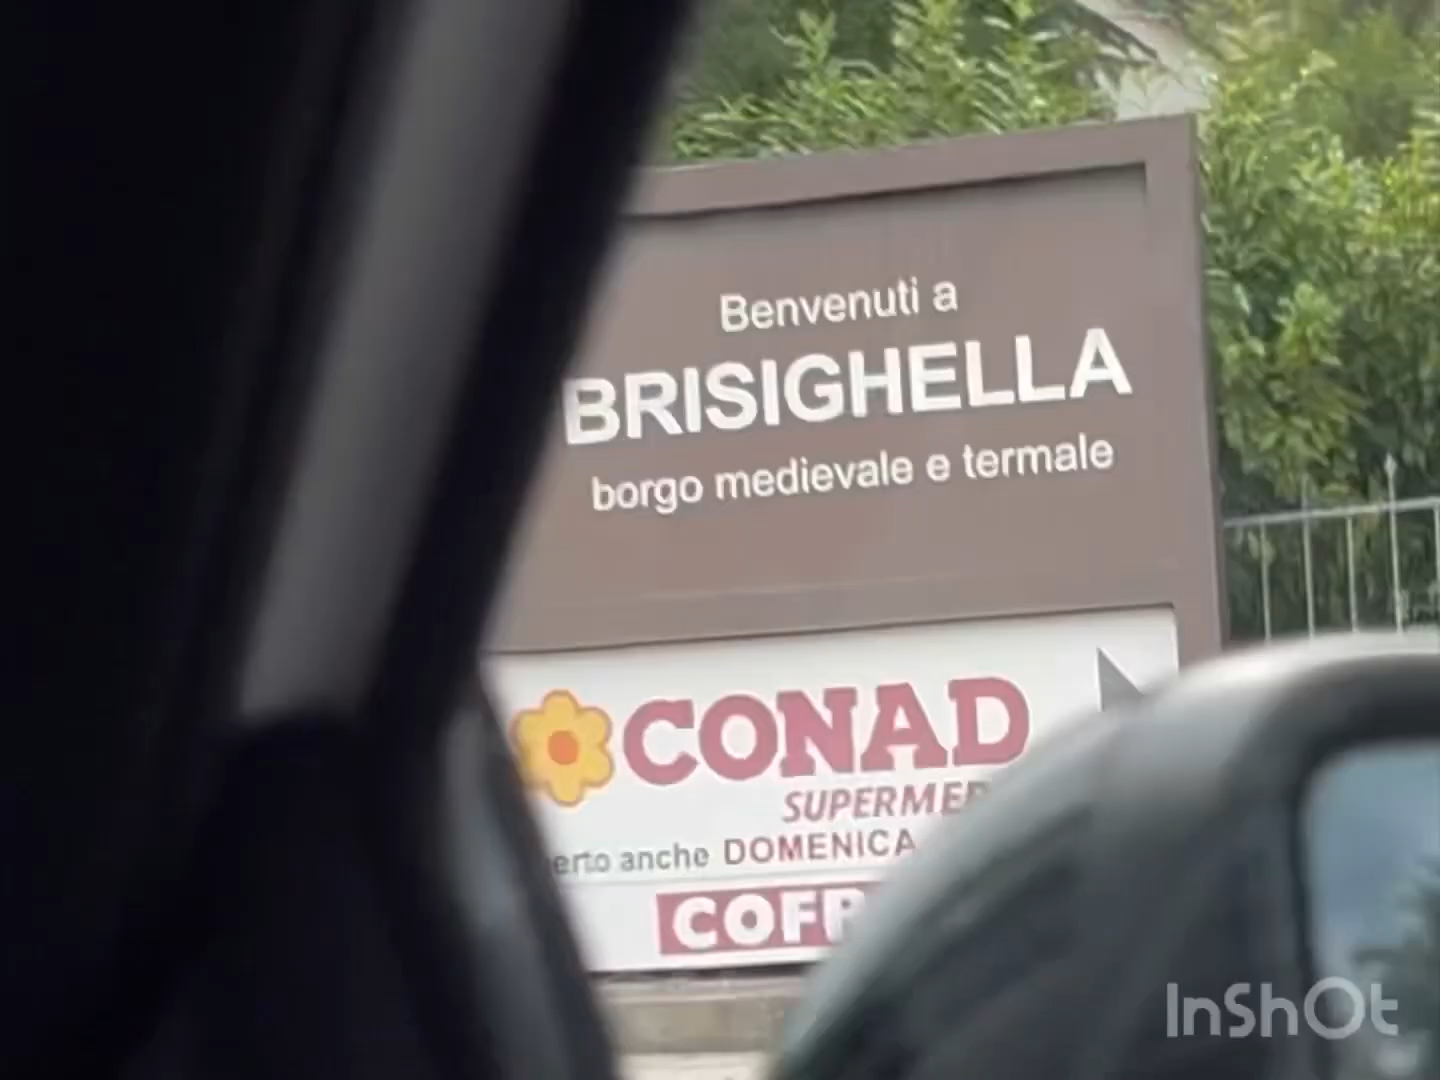 Benvenuti a
BRISIGHELLA
borgo medievale e termale
CONAD
anche DOMENICA
InShOt